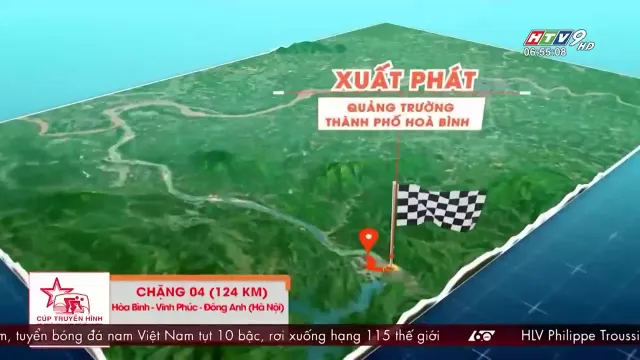 HTV9 HD
06:55:08
XUẤT PHÁT
QUẢNG TRƯỜNG
THÀNH PHỐ HOÀ BÌNH
CHẶNG 04 (124 KM)
Hòa Bình - Vĩnh Phúc - Đông Anh (Hà Nội)
CÚP TRUYỀN HÌNH
m, tuyển bóng đá nam Việt Nam tụt 10 bậc, rơi xuống hạng 115 thế giới
HLV Philippe Troussi